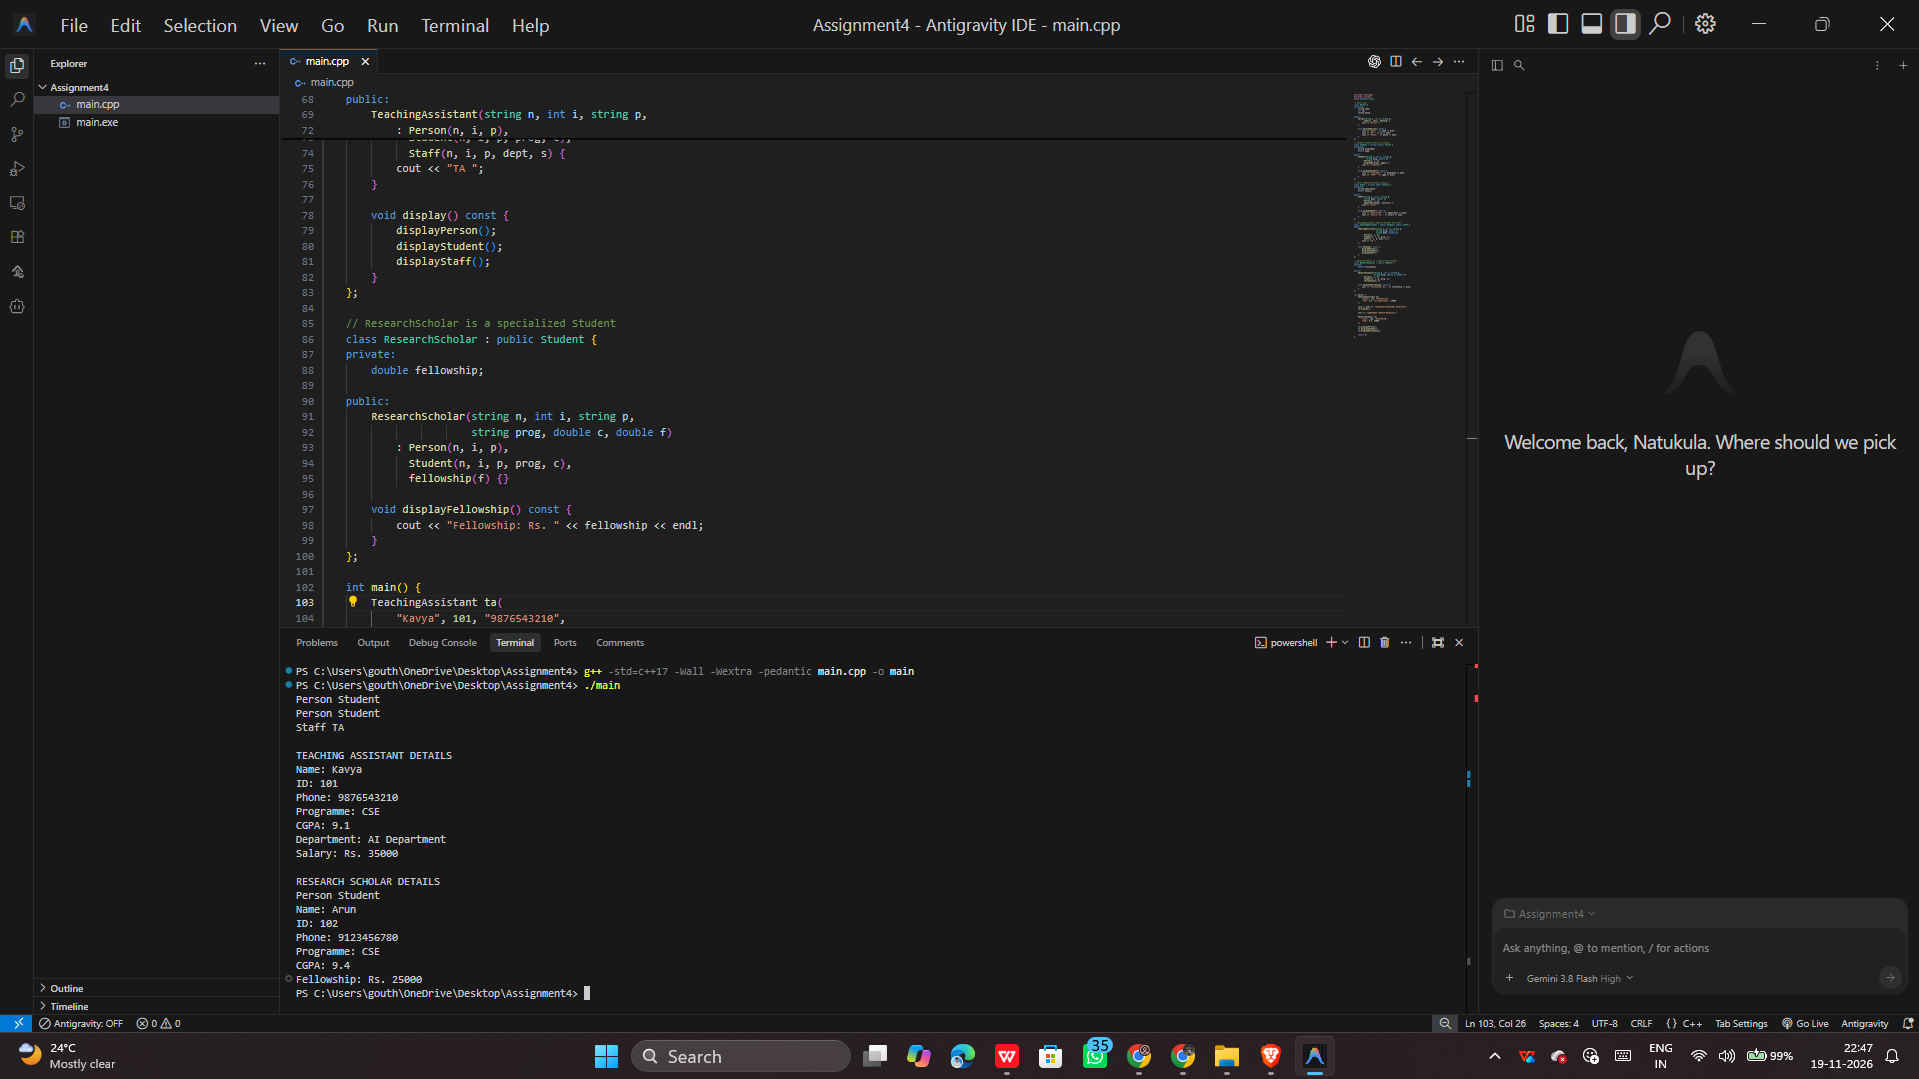 File Edit Selection View Go Run Terminal Help
Assignment4 - Antigravity IDE - main.cpp
Explorer
Assignment4
main.cpp
main.exe
Outline
Timeline
main.cpp
main.cpp
68 public:
69 TeachingAssistant(string n, int i, string p,
72 : Person(n, i, p),
74 Staff(n, i, p, dept, s) {
75 cout << "TA ";
76 }
77
78 void display() const {
79 displayPerson();
80 displayStudent();
81 displayStaff();
82 }
83 };
84
85 // ResearchScholar is a specialized Student
86 class ResearchScholar : public Student {
87 private:
88 double fellowship;
89
90 public:
91 ResearchScholar(string n, int i, string p,
92 string prog, double c, double f)
93 : Person(n, i, p),
94 Student(n, i, p, prog, c),
95 fellowship(f) {}
96
97 void displayFellowship() const {
98 cout << "Fellowship: Rs. " << fellowship << endl;
99 }
100 };
101
102 int main() {
103 TeachingAssistant ta(
104 "Kavya", 101, "9876543210",
Problems Output Debug Console Terminal Ports Comments
powershell
PS C:\Users\gouth\OneDrive\Desktop\Assignment4> g++ -std=c++17 -Wall -Wextra -pedantic main.cpp -o main
PS C:\Users\gouth\OneDrive\Desktop\Assignment4> ./main
Person Student
Person Student
Staff TA
TEACHING ASSISTANT DETAILS
Name: Kavya
ID: 101
Phone: 9876543210
Programme: CSE
CGPA: 9.1
Department: AI Department
Salary: Rs. 35000
RESEARCH SCHOLAR DETAILS
Person Student
Name: Arun
ID: 102
Phone: 9123456780
Programme: CSE
CGPA: 9.4
Fellowship: Rs. 25000
PS C:\Users\gouth\OneDrive\Desktop\Assignment4>
Welcome back, Natukula. Where should we pick
up?
Assignment4
Ask anything, @ to mention, / for actions
Gemini 3.8 Flash High
Antigravity: OFF 0 0
Ln 103, Col 26 Spaces: 4 UTF-8 CRLF {} C++ Tab Settings Go Live Antigravity
24°C
Mostly clear
Search
35
ENG
IN
99%
22:47
19-11-2026